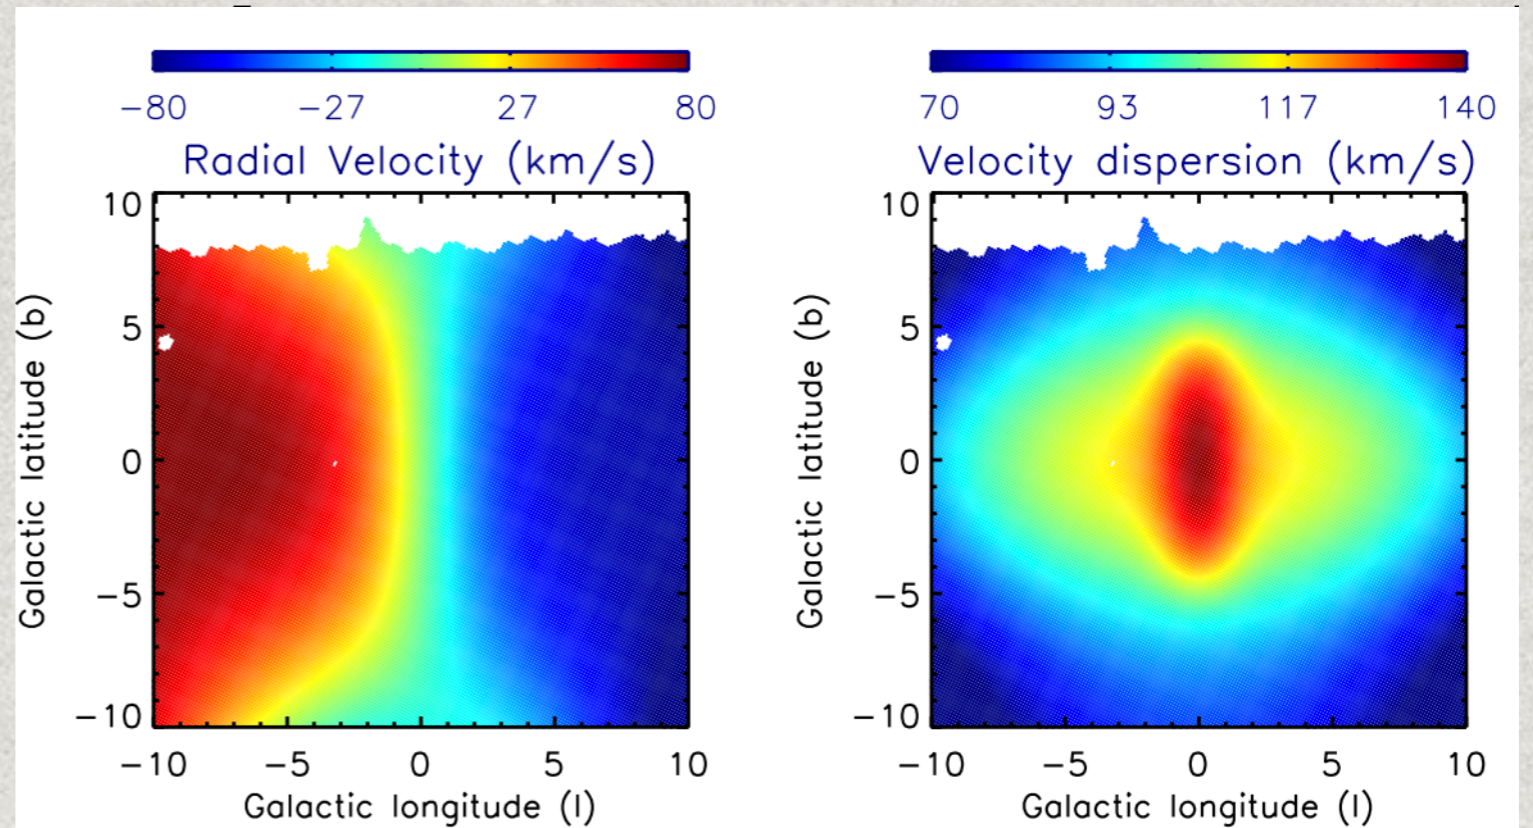 −80 −27 27 80
Radial Velocity (km/s)
10
5
0
−5
−10
−10 −5 0 5 10
Galactic latitude (b)
Galactic longitude (l)
70 93 117 140
Velocity dispersion (km/s)
10
5
0
−5
−10
−10 −5 0 5 10
Galactic latitude (b)
Galactic longitude (l)